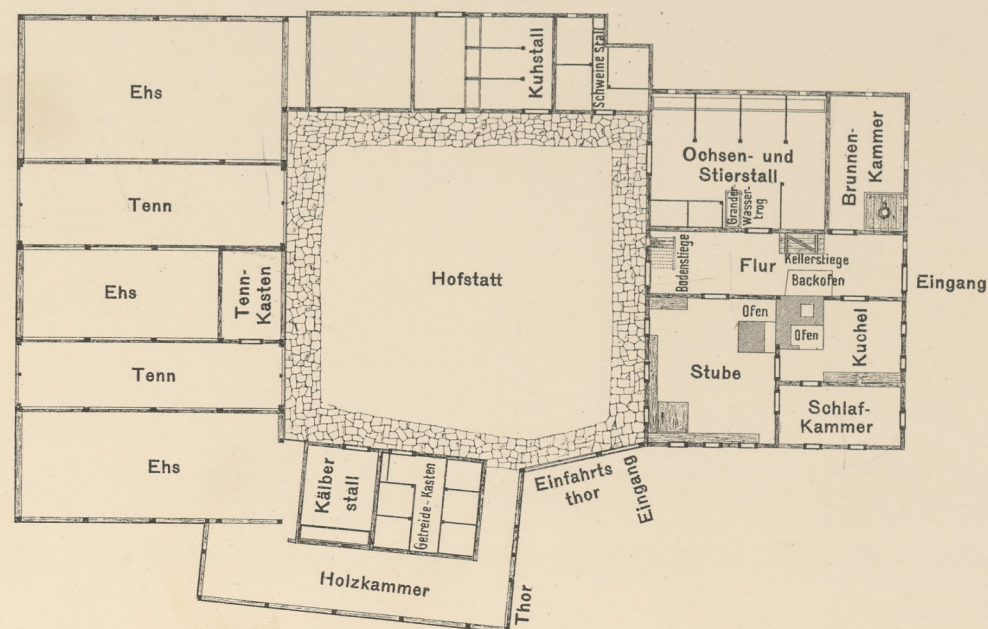 Ehs
Tenn
Ehs
Tenn-
Kasten
Tenn
Ehs
Kuhstall
Schweine Stall
Ochsen- und
Stierstall
Grander-
Wasser-
trog
Brunnen-
Kammer
Bodenstiege
Flur
Kellerstiege
Backofen
Eingang
Hofstatt
Ofen
Ofen
Kuchel
Stube
Schlaf-
Kammer
Einfahrts
thor
Eingang
Kälber
stall
Getreide-Kasten
Holzkammer
Thor